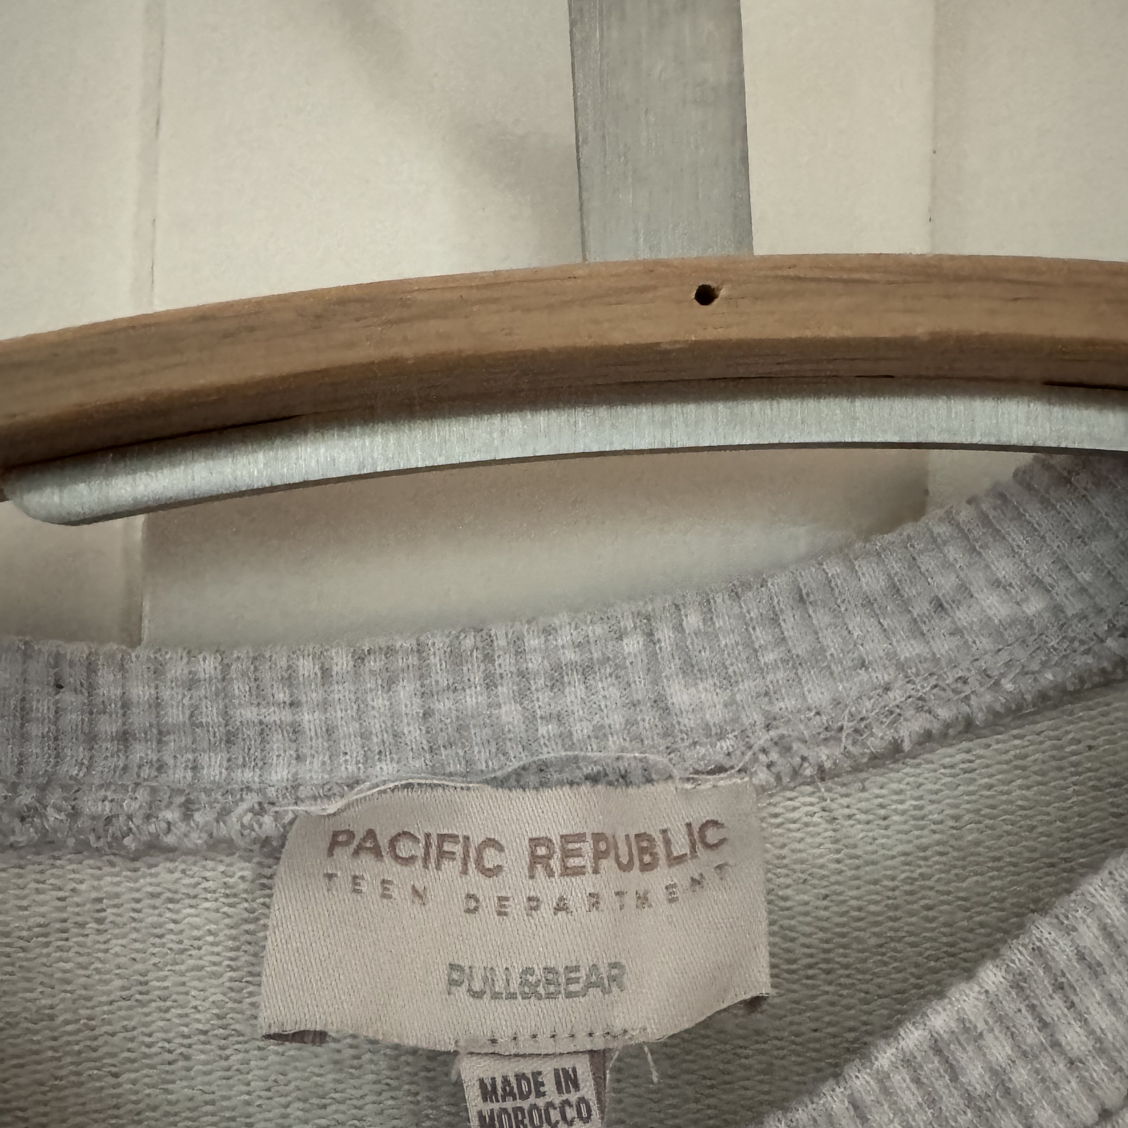 PACIFIC REPUBLIC
TEEN DEPARTMENT
PULL&BEAR
MADE IN
MOROCCO